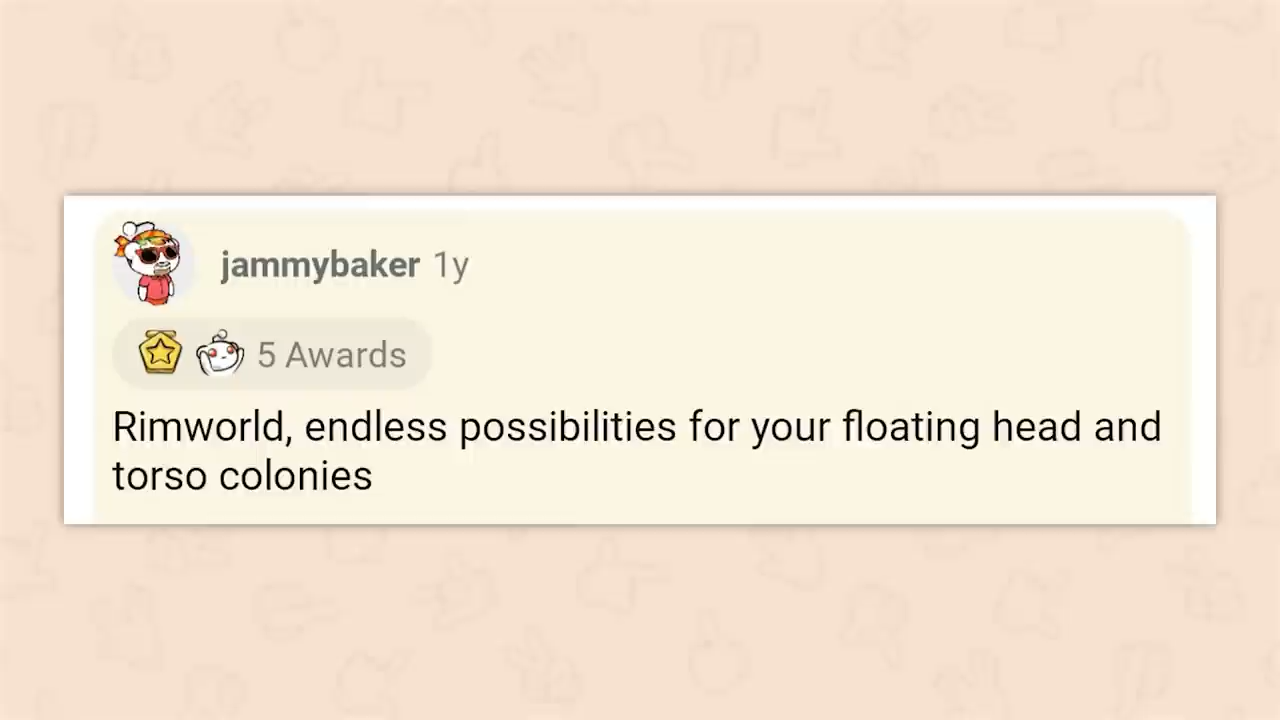 jammybaker 1y
5 Awards
Rimworld, endless possibilities for your floating head and
torso colonies